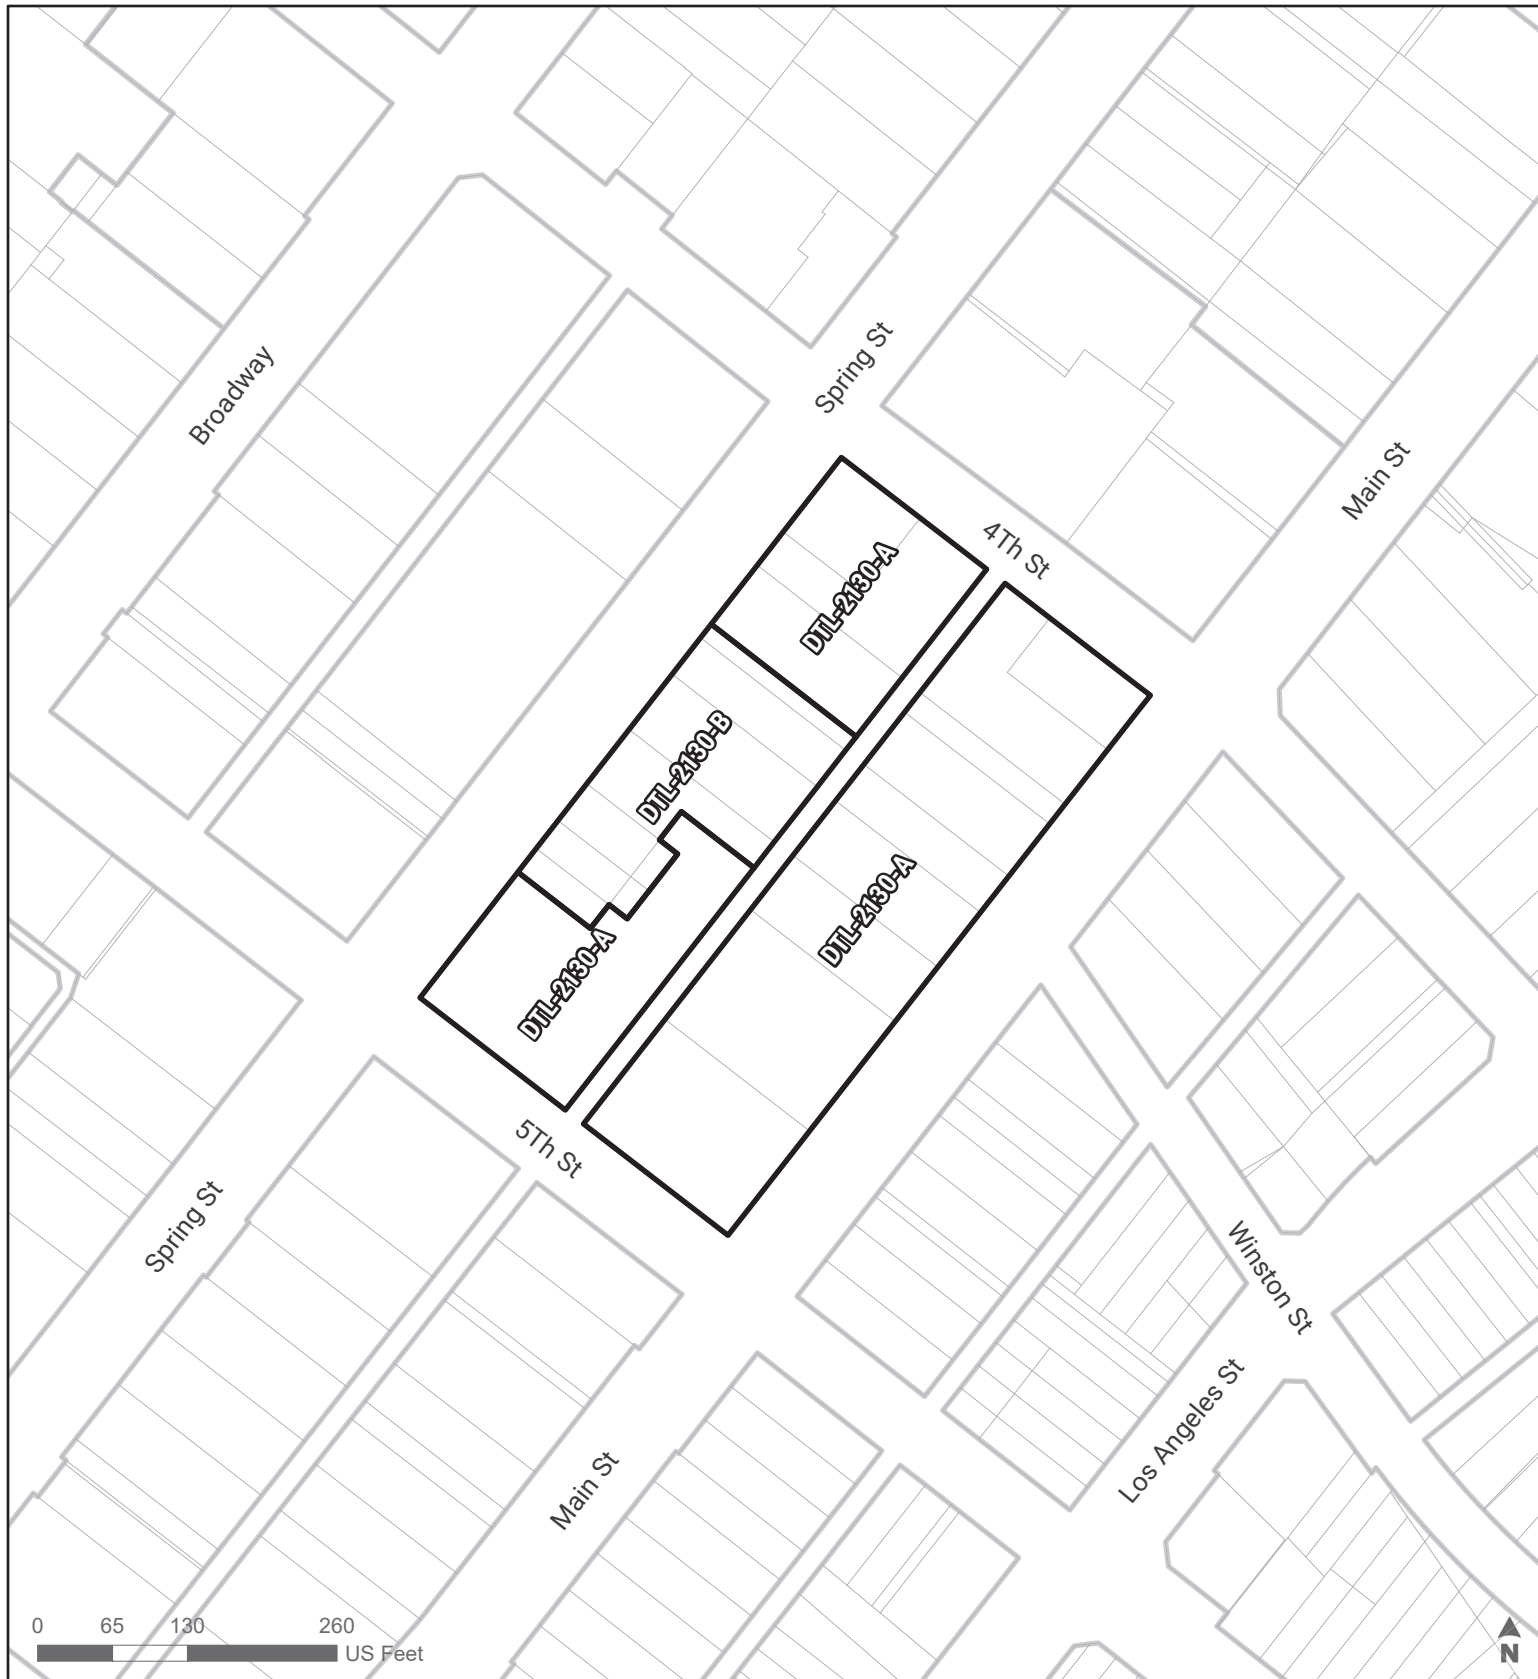 Spring St
Broadway
Main St
4Th St
DTL-2130-A
DTL-2130-B
DTL-2130-A
DTL-2130-A
5Th St
Spring St
Winston St
Los Angeles St
Main St
0 65 130 260
US Feet
N